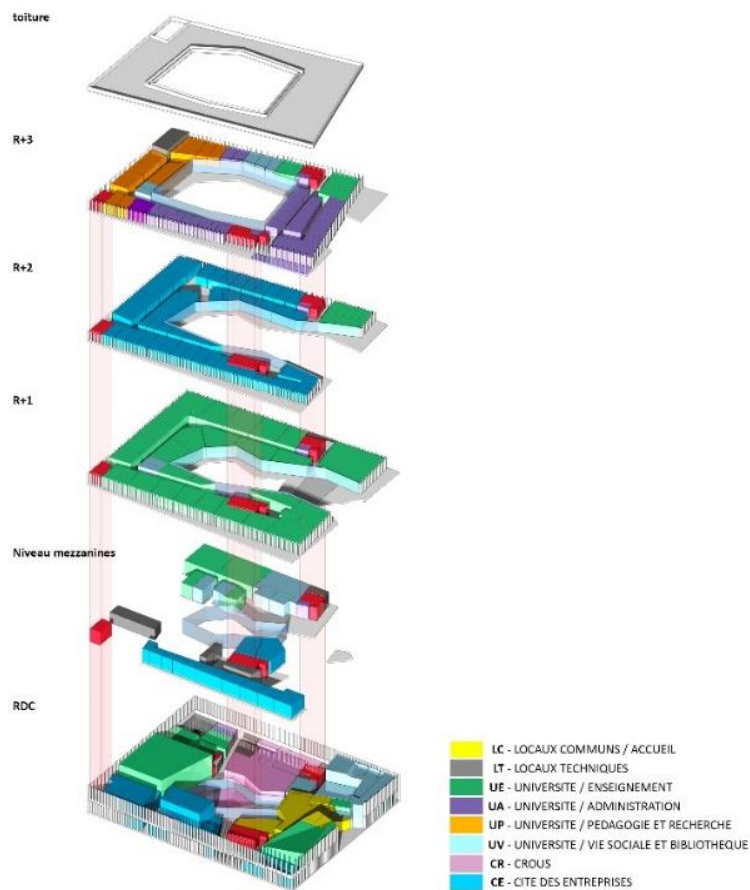 toiture
R+3
R+2
R+1
Niveau mezzanines
RDC
LC - LOCAUX COMMUNS / ACCUEIL
LT - LOCAUX TECHNIQUES
UE - UNIVERSITE / ENSEIGNEMENT
UA - UNIVERSITE / ADMINISTRATION
UP - UNIVERSITE / PEDAGOGIE ET RECHERCHE
UV - UNIVERSITE / VIE SOCIALE ET BIBLIOTHEQUE
CR - CROUS
CE - CITE DES ENTREPRISES